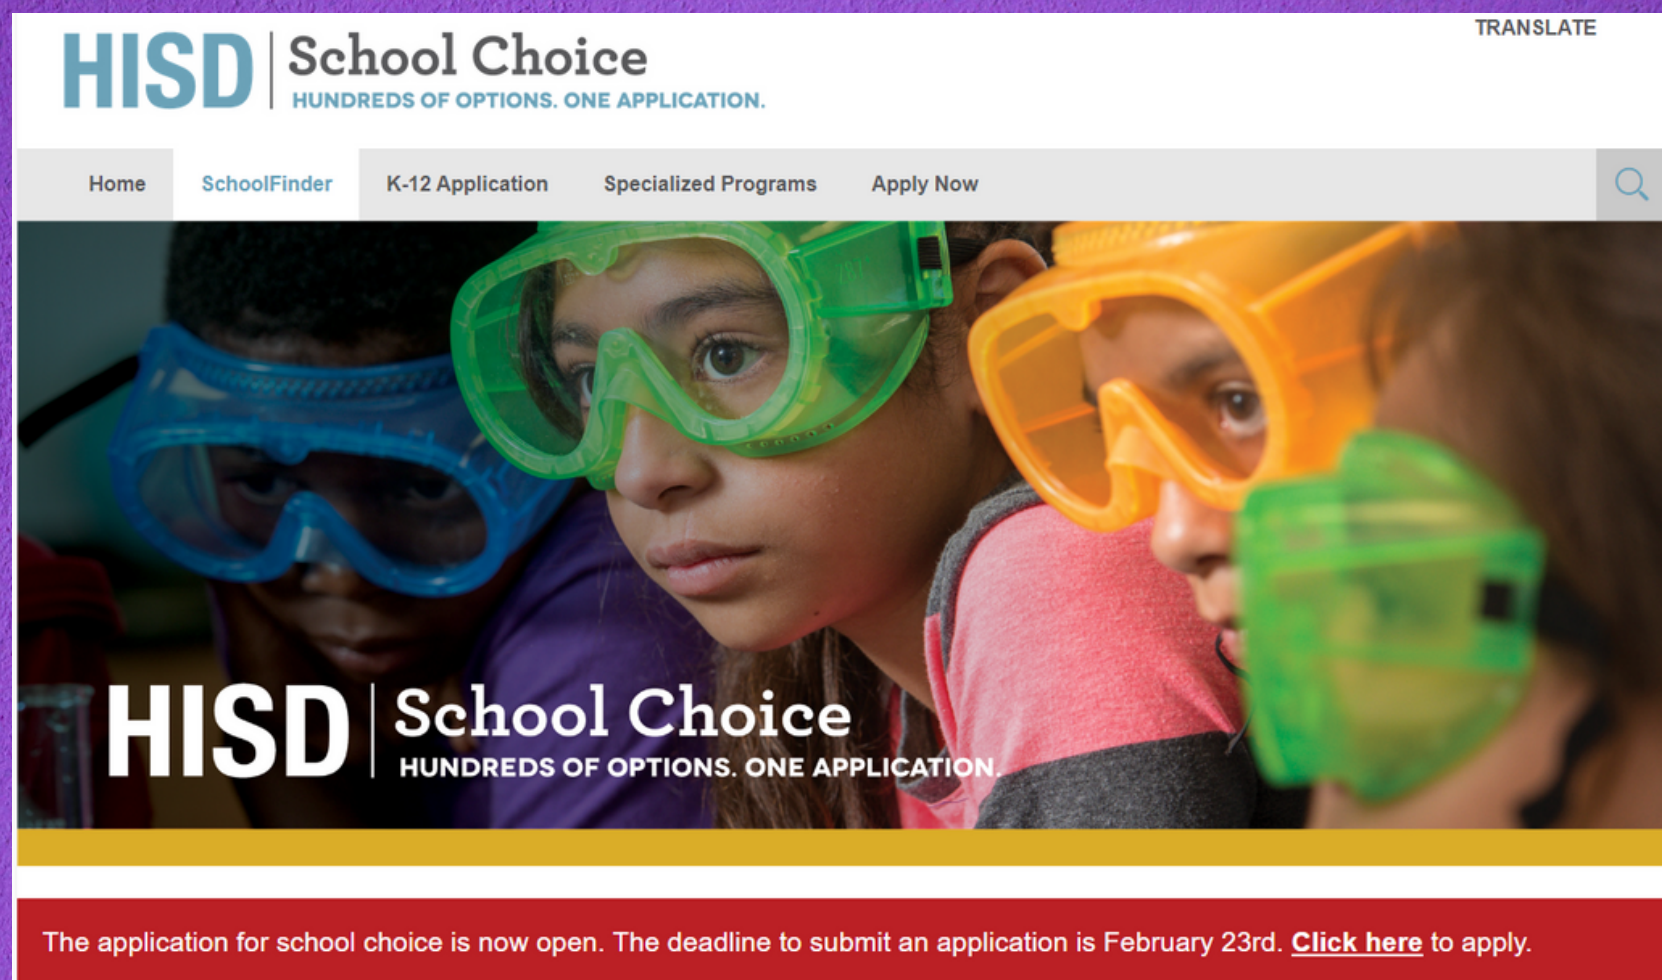 TRANSLATE
HISD School Choice
HUNDREDS OF OPTIONS. ONE APPLICATION.
Home SchoolFinder K-12 Application Specialized Programs Apply Now
HISD School Choice
HUNDREDS OF OPTIONS. ONE APPLICATION.
The application for school choice is now open. The deadline to submit an application is February 23rd. Click here to apply.